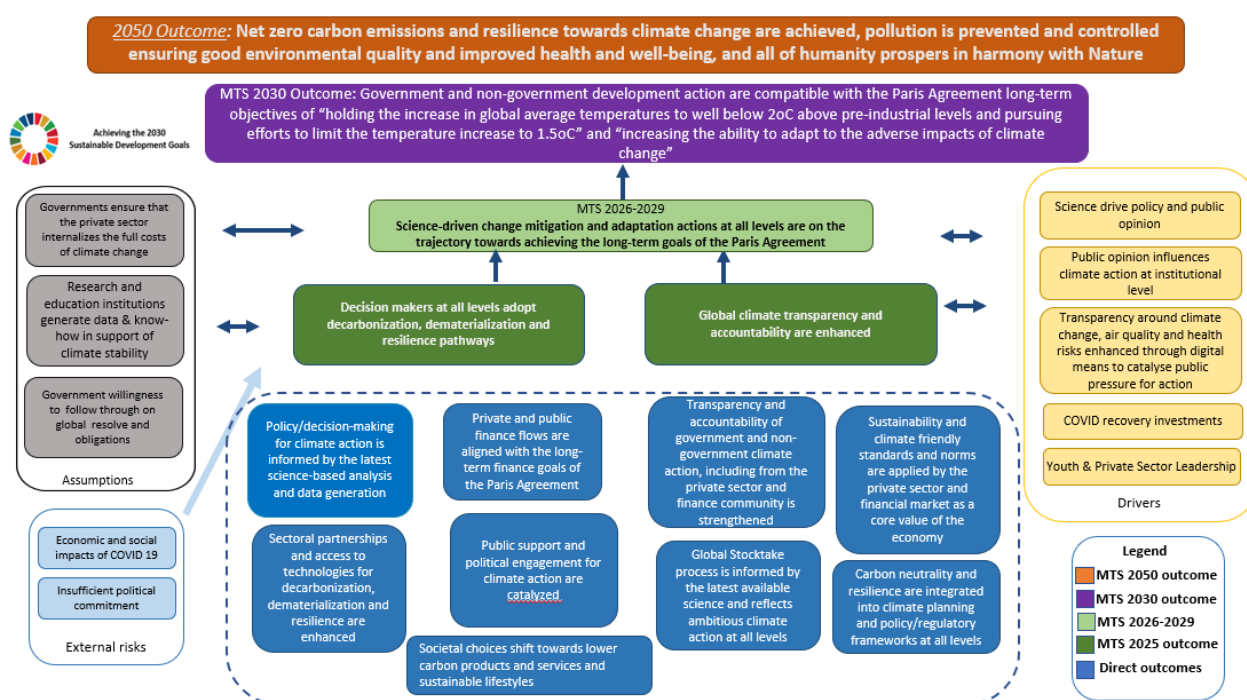 2050 Outcome: Net zero carbon emissions and resilience towards climate change are achieved, pollution is prevented and controlled
ensuring good environmental quality and improved health and well-being, and all of humanity prospers in harmony with Nature
MTS 2030 Outcome: Government and non-government development action are compatible with the Paris Agreement long-term
objectives of “holding the increase in global average temperatures to well below 2oC above pre-industrial levels and pursuing
efforts to limit the temperature increase to 1.5oC” and “increasing the ability to adapt to the adverse impacts of climate
change”
Achieving the 2030
Sustainable Development Goals
MTS 2026-2029
Science-driven change mitigation and adaptation actions at all levels are on the
trajectory towards achieving the long-term goals of the Paris Agreement
Decision makers at all levels adopt
decarbonization, dematerialization and
resilience pathways
Global climate transparency and
accountability are enhanced
Governments ensure that
the private sector
internalizes the full costs
of climate change
Research and
education institutions
generate data & know-
how in support of
climate stability
Government willingness
to follow through on
global resolve and
obligations
Assumptions
Economic and social
impacts of COVID 19
Insufficient political
commitment
External risks
Policy/decision-making
for climate action is
informed by the latest
science-based analysis
and data generation
Private and public
finance flows are
aligned with the long-
term finance goals of
the Paris Agreement
Transparency and
accountability of
government and non-
government climate
action, including from the
private sector and
finance community is
strengthened
Sustainability and
climate friendly
standards and norms
are applied by the
private sector and
financial market as a
core value of the
economy
Sectoral partnerships
and access to
technologies for
decarbonization,
dematerialization and
resilience are
enhanced
Public support and
political engagement for
climate action are
catalyzed
Global Stocktake
process is informed by
the latest available
science and reflects
ambitious climate
action at all levels
Carbon neutrality and
resilience are integrated
into climate planning
and policy/regulatory
frameworks at all levels
Societal choices shift towards lower
carbon products and services and
sustainable lifestyles
Science drive policy and public
opinion
Public opinion influences
climate action at institutional
level
Transparency around climate
change, air quality and health
risks enhanced through digital
means to catalyse public
pressure for action
COVID recovery investments
Youth & Private Sector Leadership
Drivers
Legend
MTS 2050 outcome
MTS 2030 outcome
MTS 2026-2029
MTS 2025 outcome
Direct outcomes